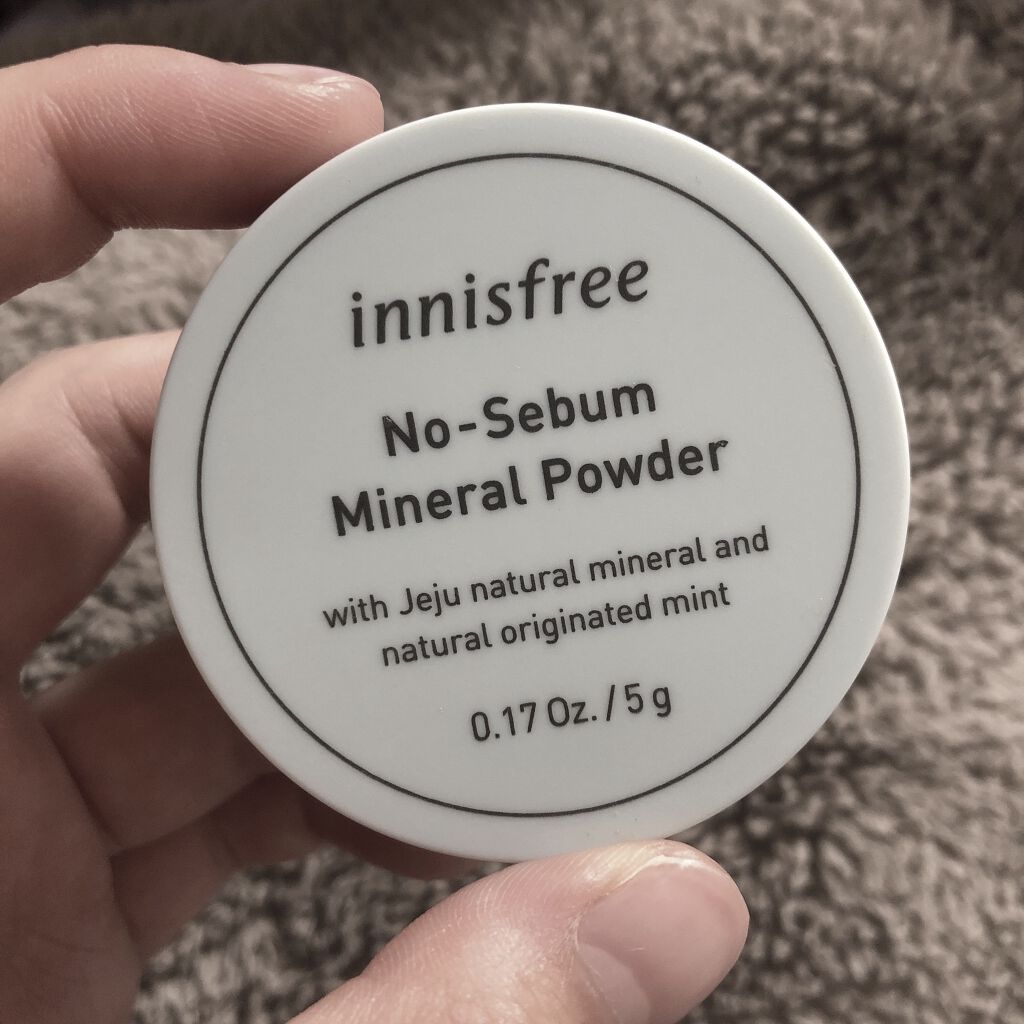 innisfree
No-Sebum
Mineral Powder
with Jeju natural mineral and
natural originated mint
0.17 Oz. / 5 g